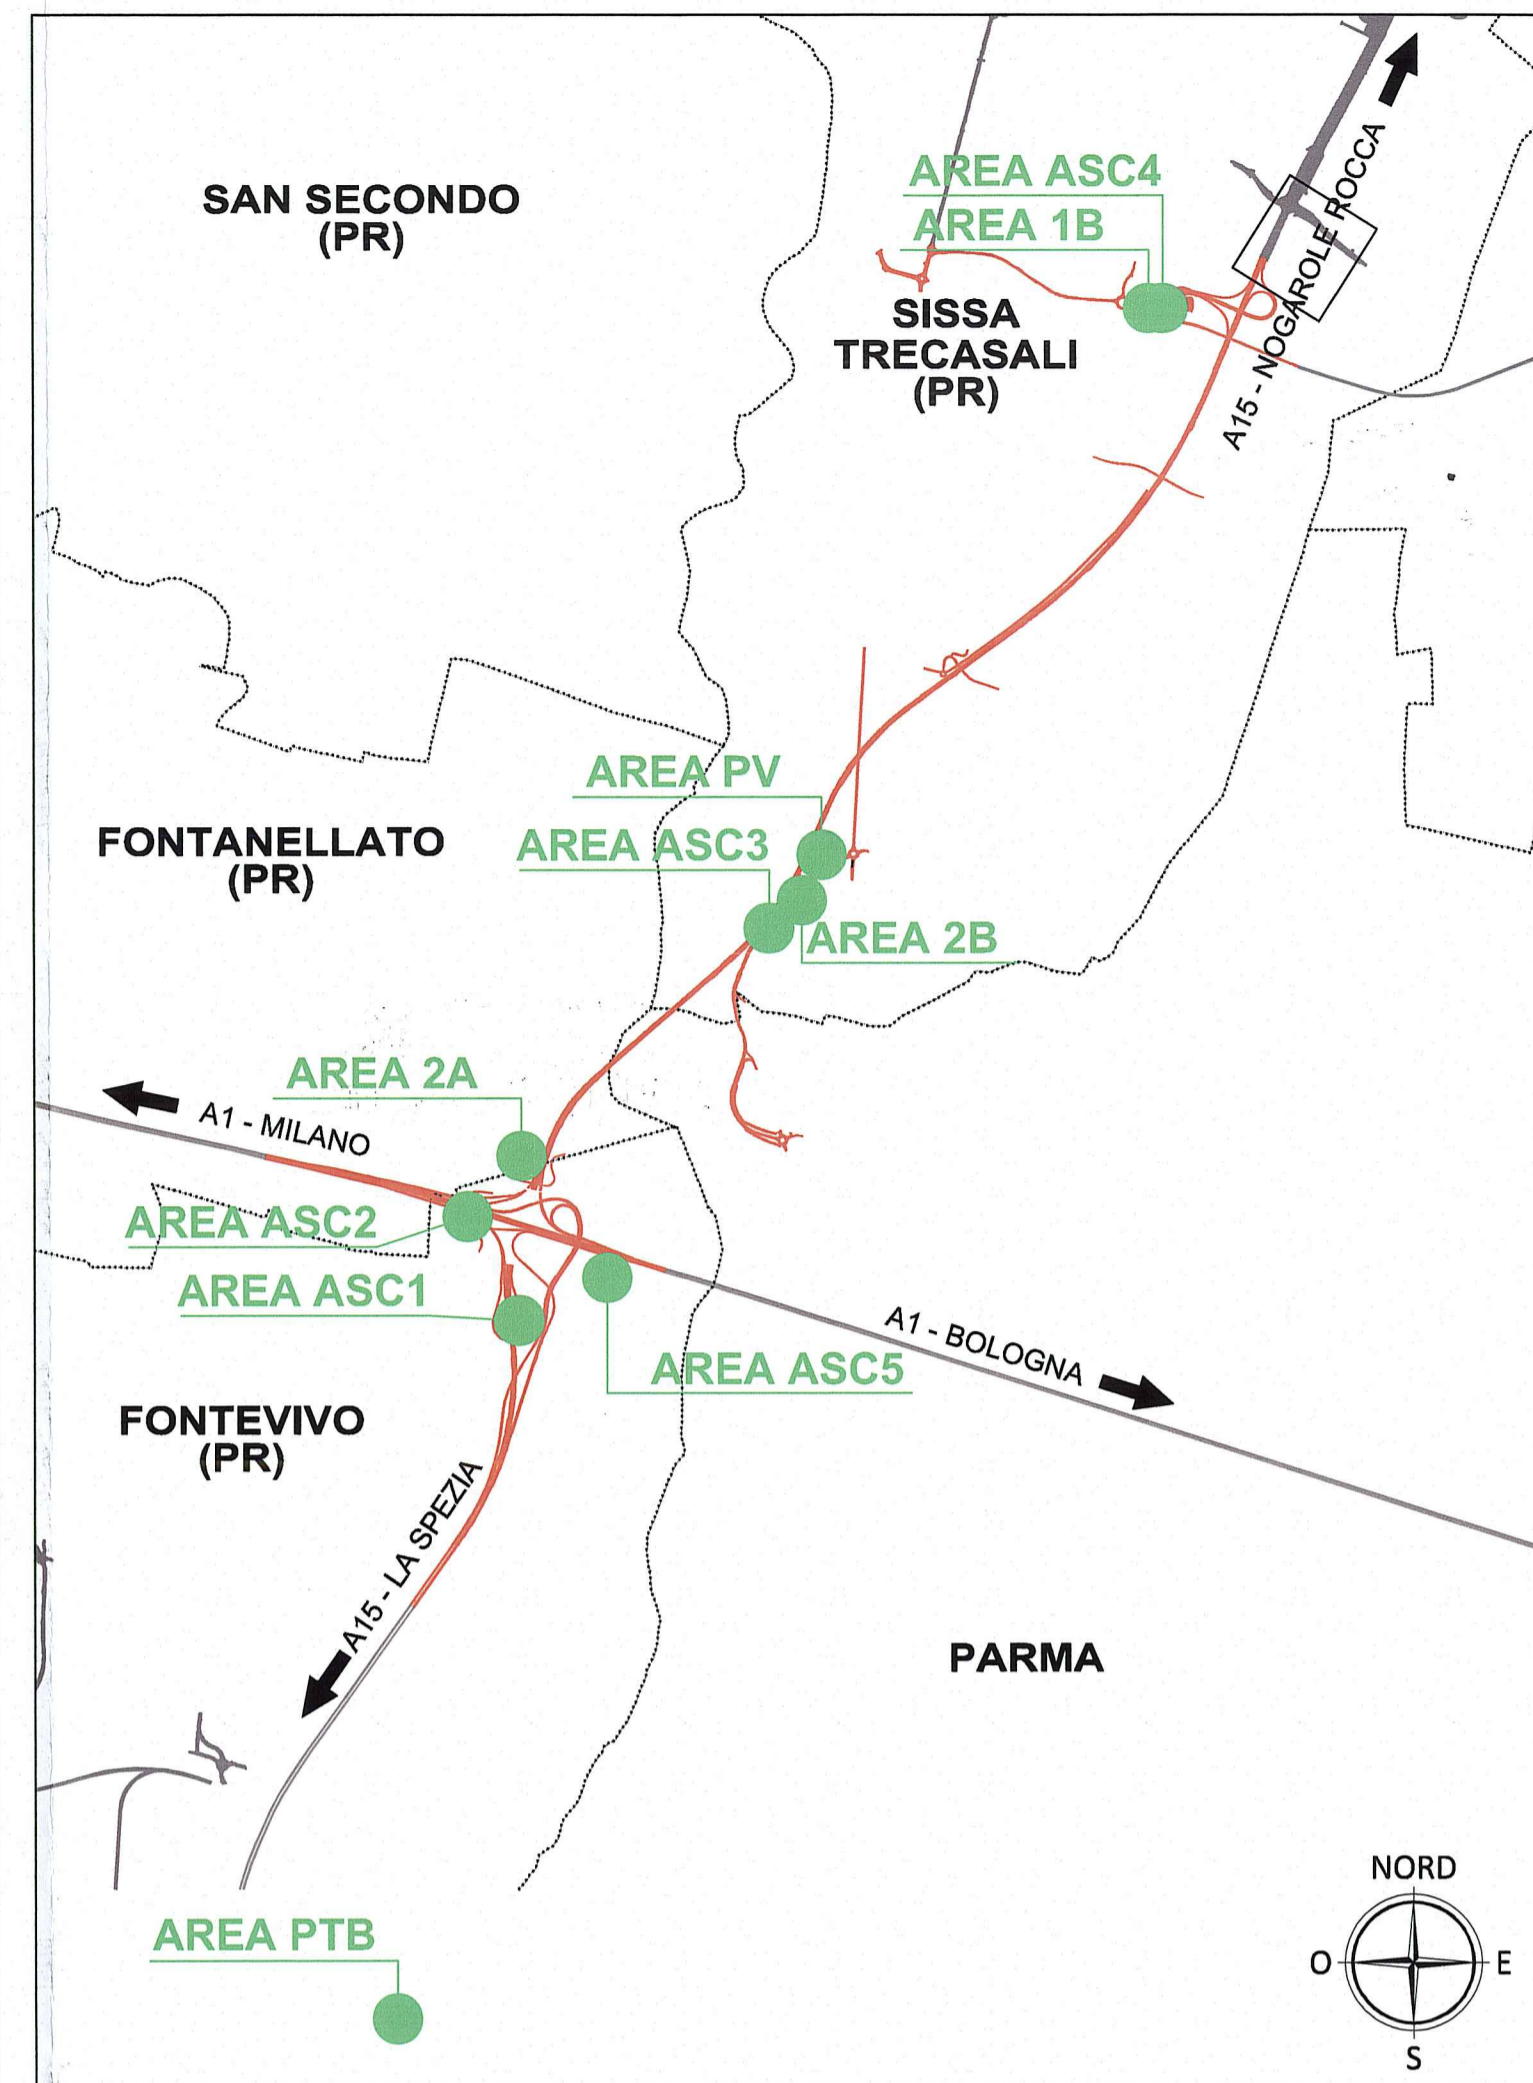 AREA ASC4
SAN SECONDO
(PR)
AREA 1B
A15 - NOGAROLE ROCCA
SISSA
TRECASALI
(PR)
AREA PV
FONTANELLATO
(PR)
AREA ASC3
AREA 2B
AREA 2A
A1 - MILANO
AREA ASC2
AREA ASC1
A1 - BOLOGNA
AREA ASC5
FONTEVIVO
(PR)
A15 - LA SPEZIA
PARMA
NORD
AREA PTB
O
E
S